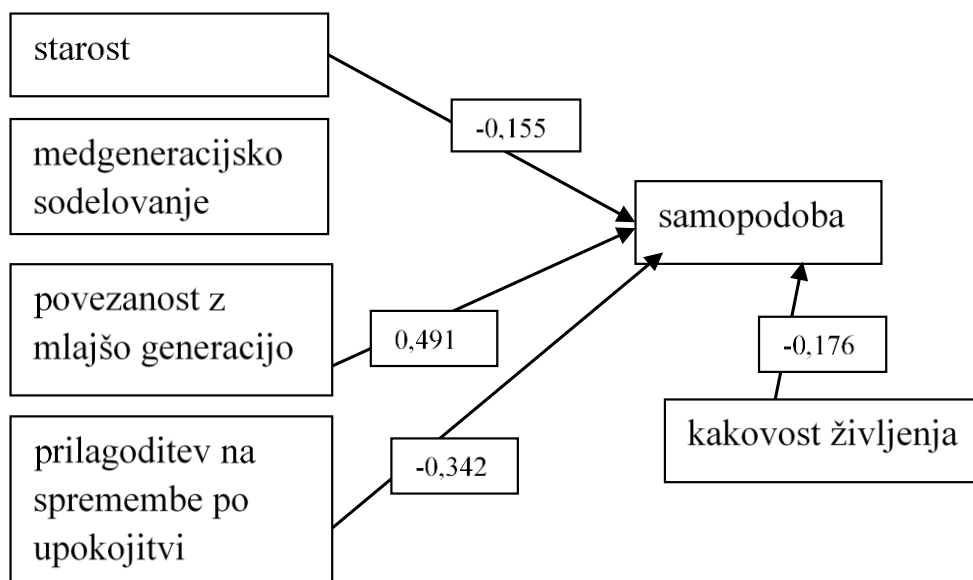 starost
-0,155
medgeneracijsko
sodelovanje
samopodoba
povezanost z
mlajšo generacijo
0,491
-0,176
kakovost življenja
prilagoditev na
spremembe po
upokojitvi
-0,342